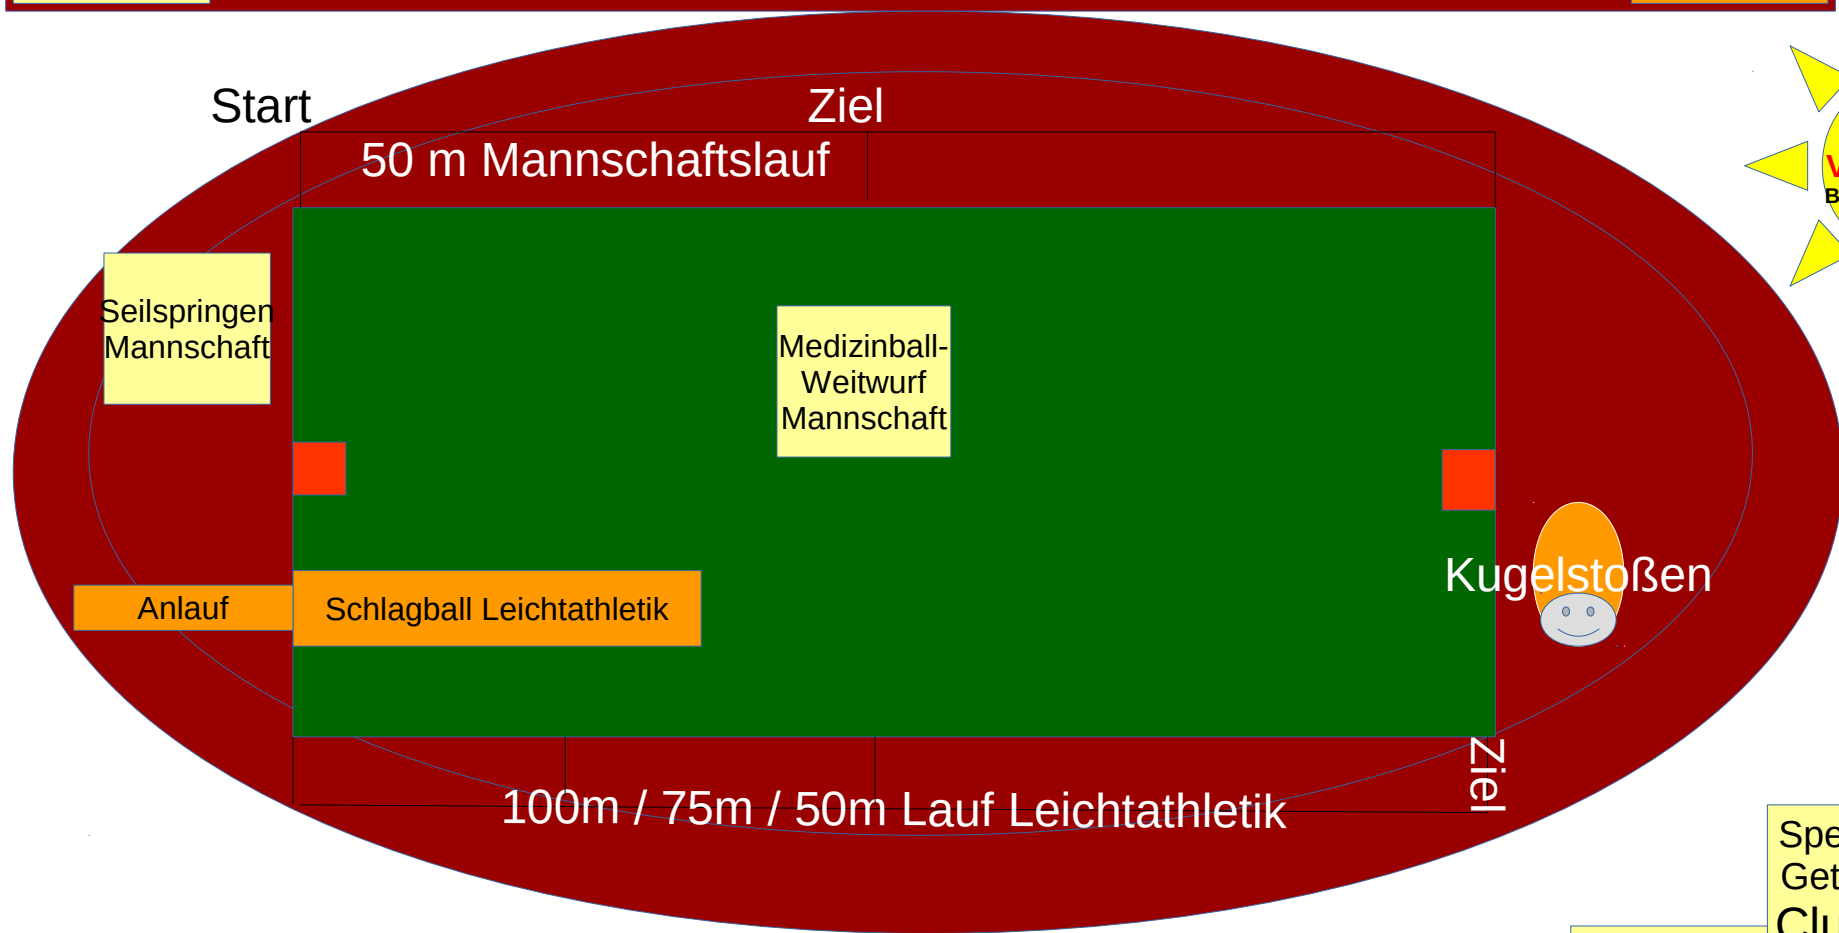 Start
Ziel
50 m Mannschaftslauf
Seilspringen
Mannschaft
Medizinball-
Weitwurf
Mannschaft
Anlauf
Schlagball Leichtathletik
Kugelstoßen
Ziel
100m / 75m / 50m Lauf Leichtathletik